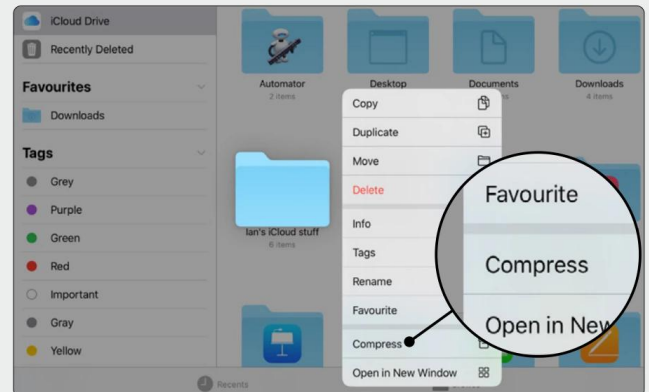 iCloud Drive
Recently Deleted
Favourites
Downloads
Tags
Grey
Purple
Green
Red
Important
Gray
Yellow
Automator
2 items
Desktop
Documents
Downloads
4 items
Ian's iCloud stuff
6 items
Copy
Duplicate
Move
Delete
Info
Tags
Rename
Favourite
Compress
Open in New Window
Favourite
Compress
Open in New
Recents